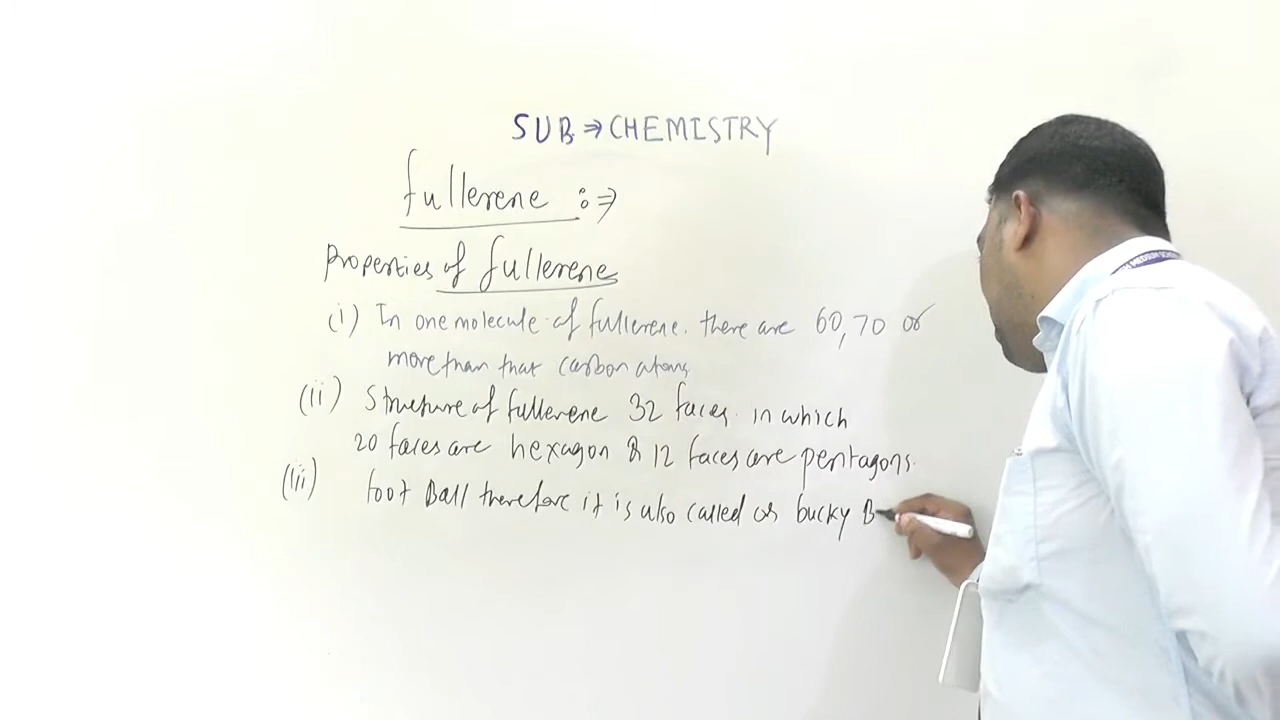 SUB ⇒ CHEMISTRY
fullerene :⇒
Properties of fullerene
(i) In one molecule of fullerene. there are 60, 70 or
more than that carbon atoms
(ii) Structure of fullerene 32 faces. in which
20 faces are hexagon & 12 faces are pentagons.
(iii) foot Ball therefore it is also called as bucky B
MEDIUM